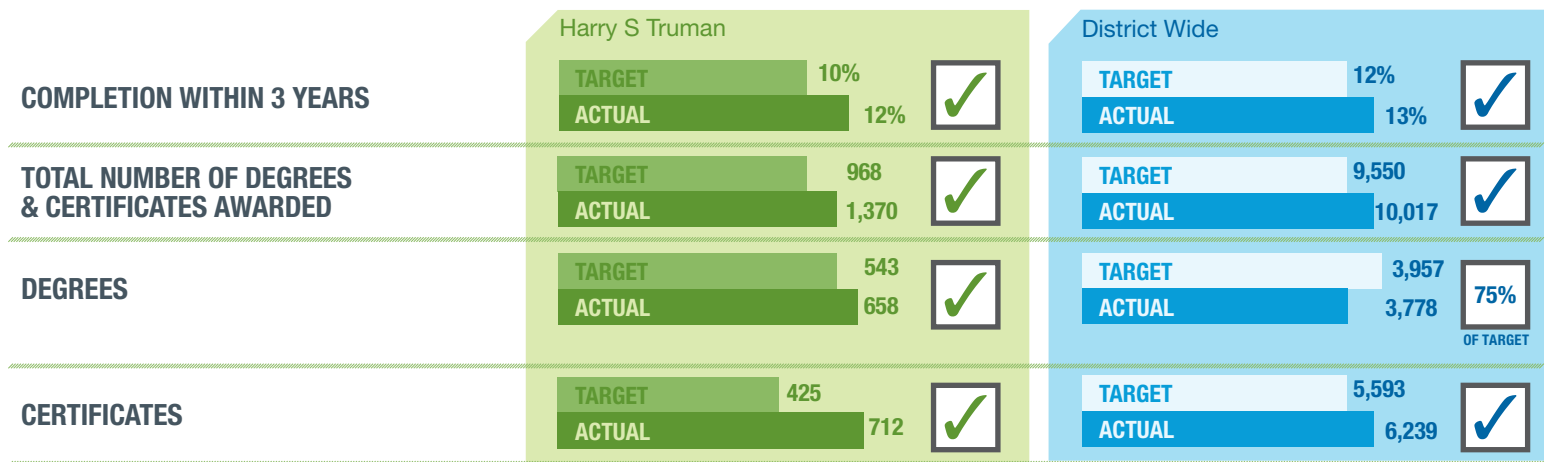 Harry S Truman
District Wide
COMPLETION WITHIN 3 YEARS
TARGET 10%
ACTUAL 12%
TARGET 12%
ACTUAL 13%
TOTAL NUMBER OF DEGREES
& CERTIFICATES AWARDED
TARGET 968
ACTUAL 1,370
TARGET 9,550
ACTUAL 10,017
DEGREES
TARGET 543
ACTUAL 658
TARGET 3,957
ACTUAL 3,778
75%
OF TARGET
CERTIFICATES
TARGET 425
ACTUAL 712
TARGET 5,593
ACTUAL 6,239